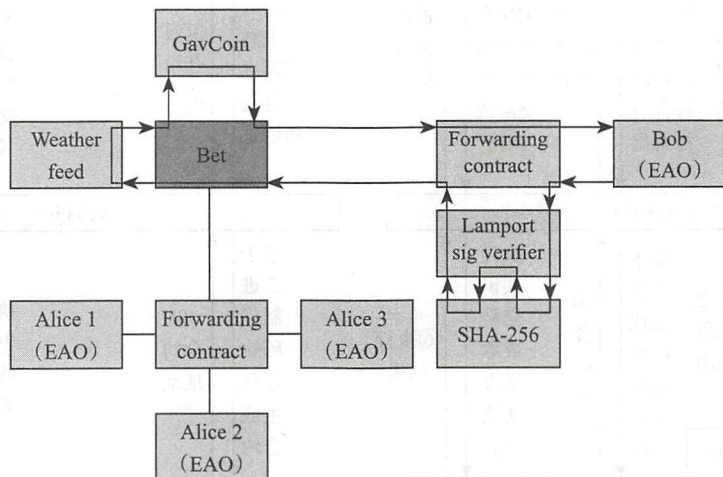 GavCoin
Weather
feed
Bet
Forwarding
contract
Bob
(EAO)
Lamport
sig verifier
SHA-256
Alice 1
(EAO)
Forwarding
contract
Alice 3
(EAO)
Alice 2
(EAO)